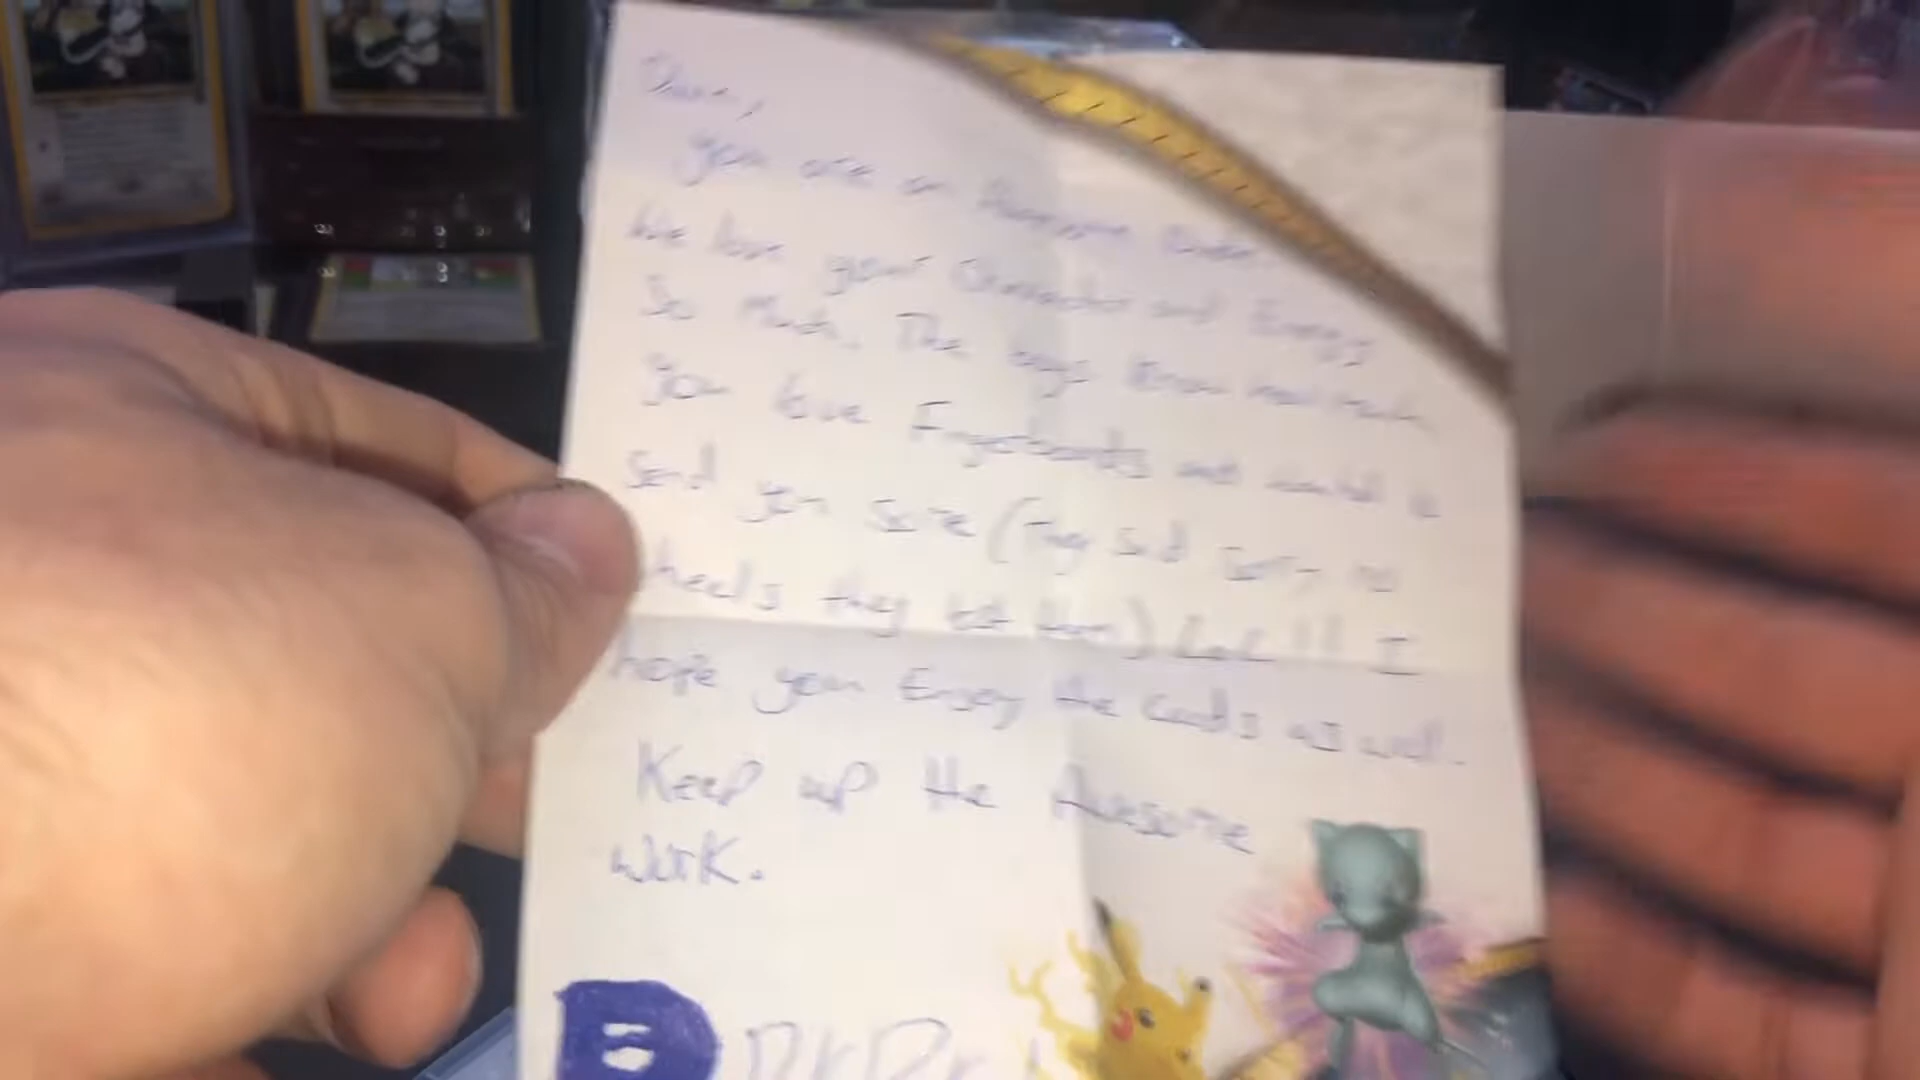 you are an Awesome
We love your Character and Energy
So Much. The boys know how much
you love Fingerboards and wanted to
Send you some (They said sorry no
wheels they lost them) LoL!! I
hope you Enjoy the cards as well.
Keep up the Awesome
work.